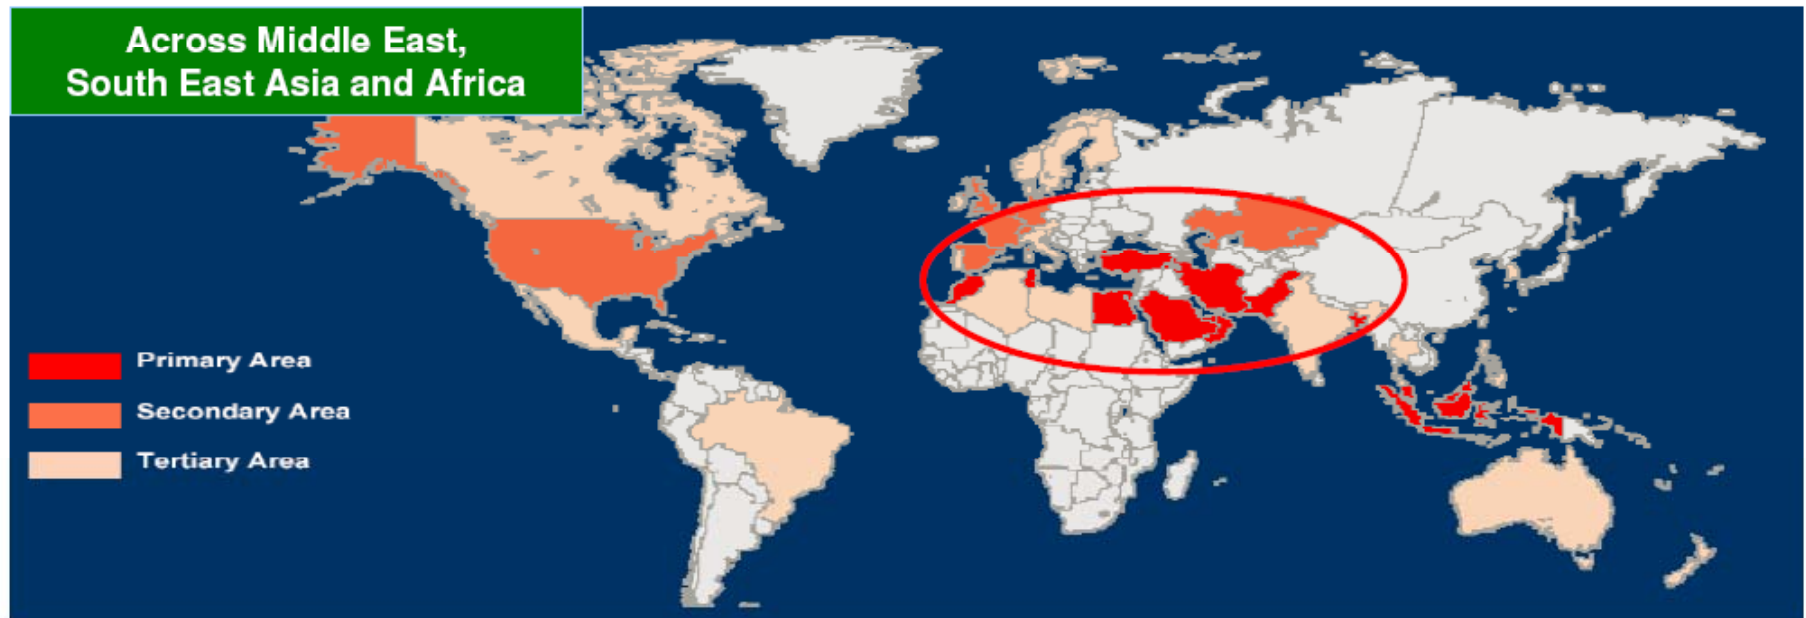 Across Middle East,
South East Asia and Africa
Primary Area
Secondary Area
Tertiary Area